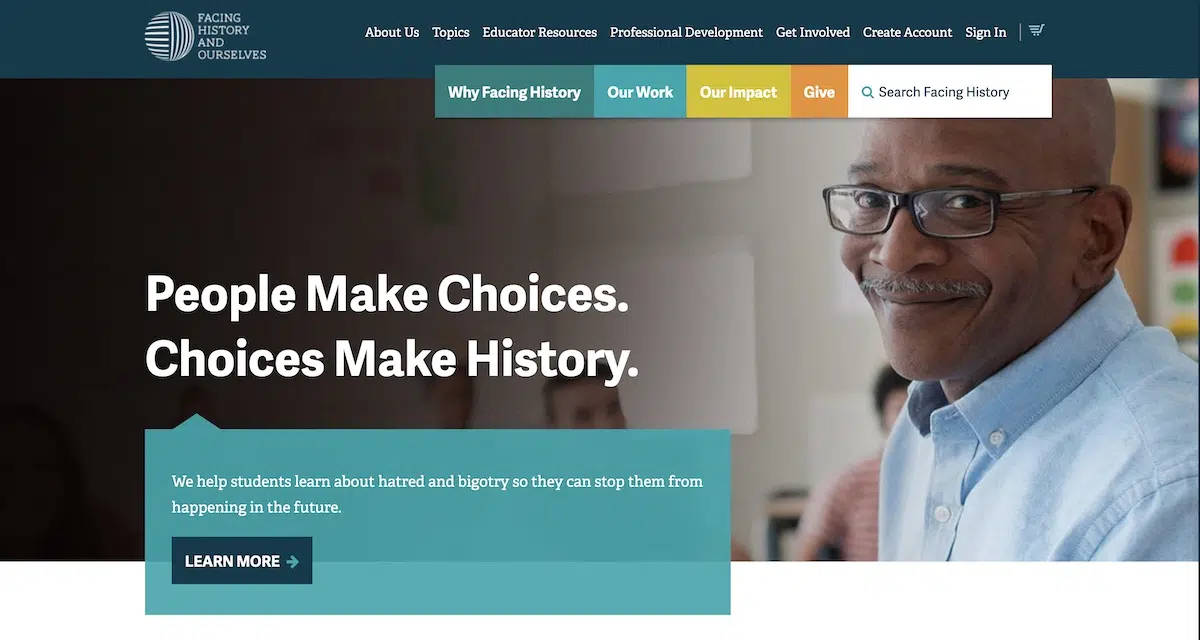 FACING
HISTORY
AND
OURSELVES
About Us Topics Educator Resources Professional Development Get Involved Create Account Sign In
Why Facing History Our Work Our Impact Give Search Facing History
People Make Choices.
Choices Make History.
We help students learn about hatred and bigotry so they can stop them from
happening in the future.
LEARN MORE